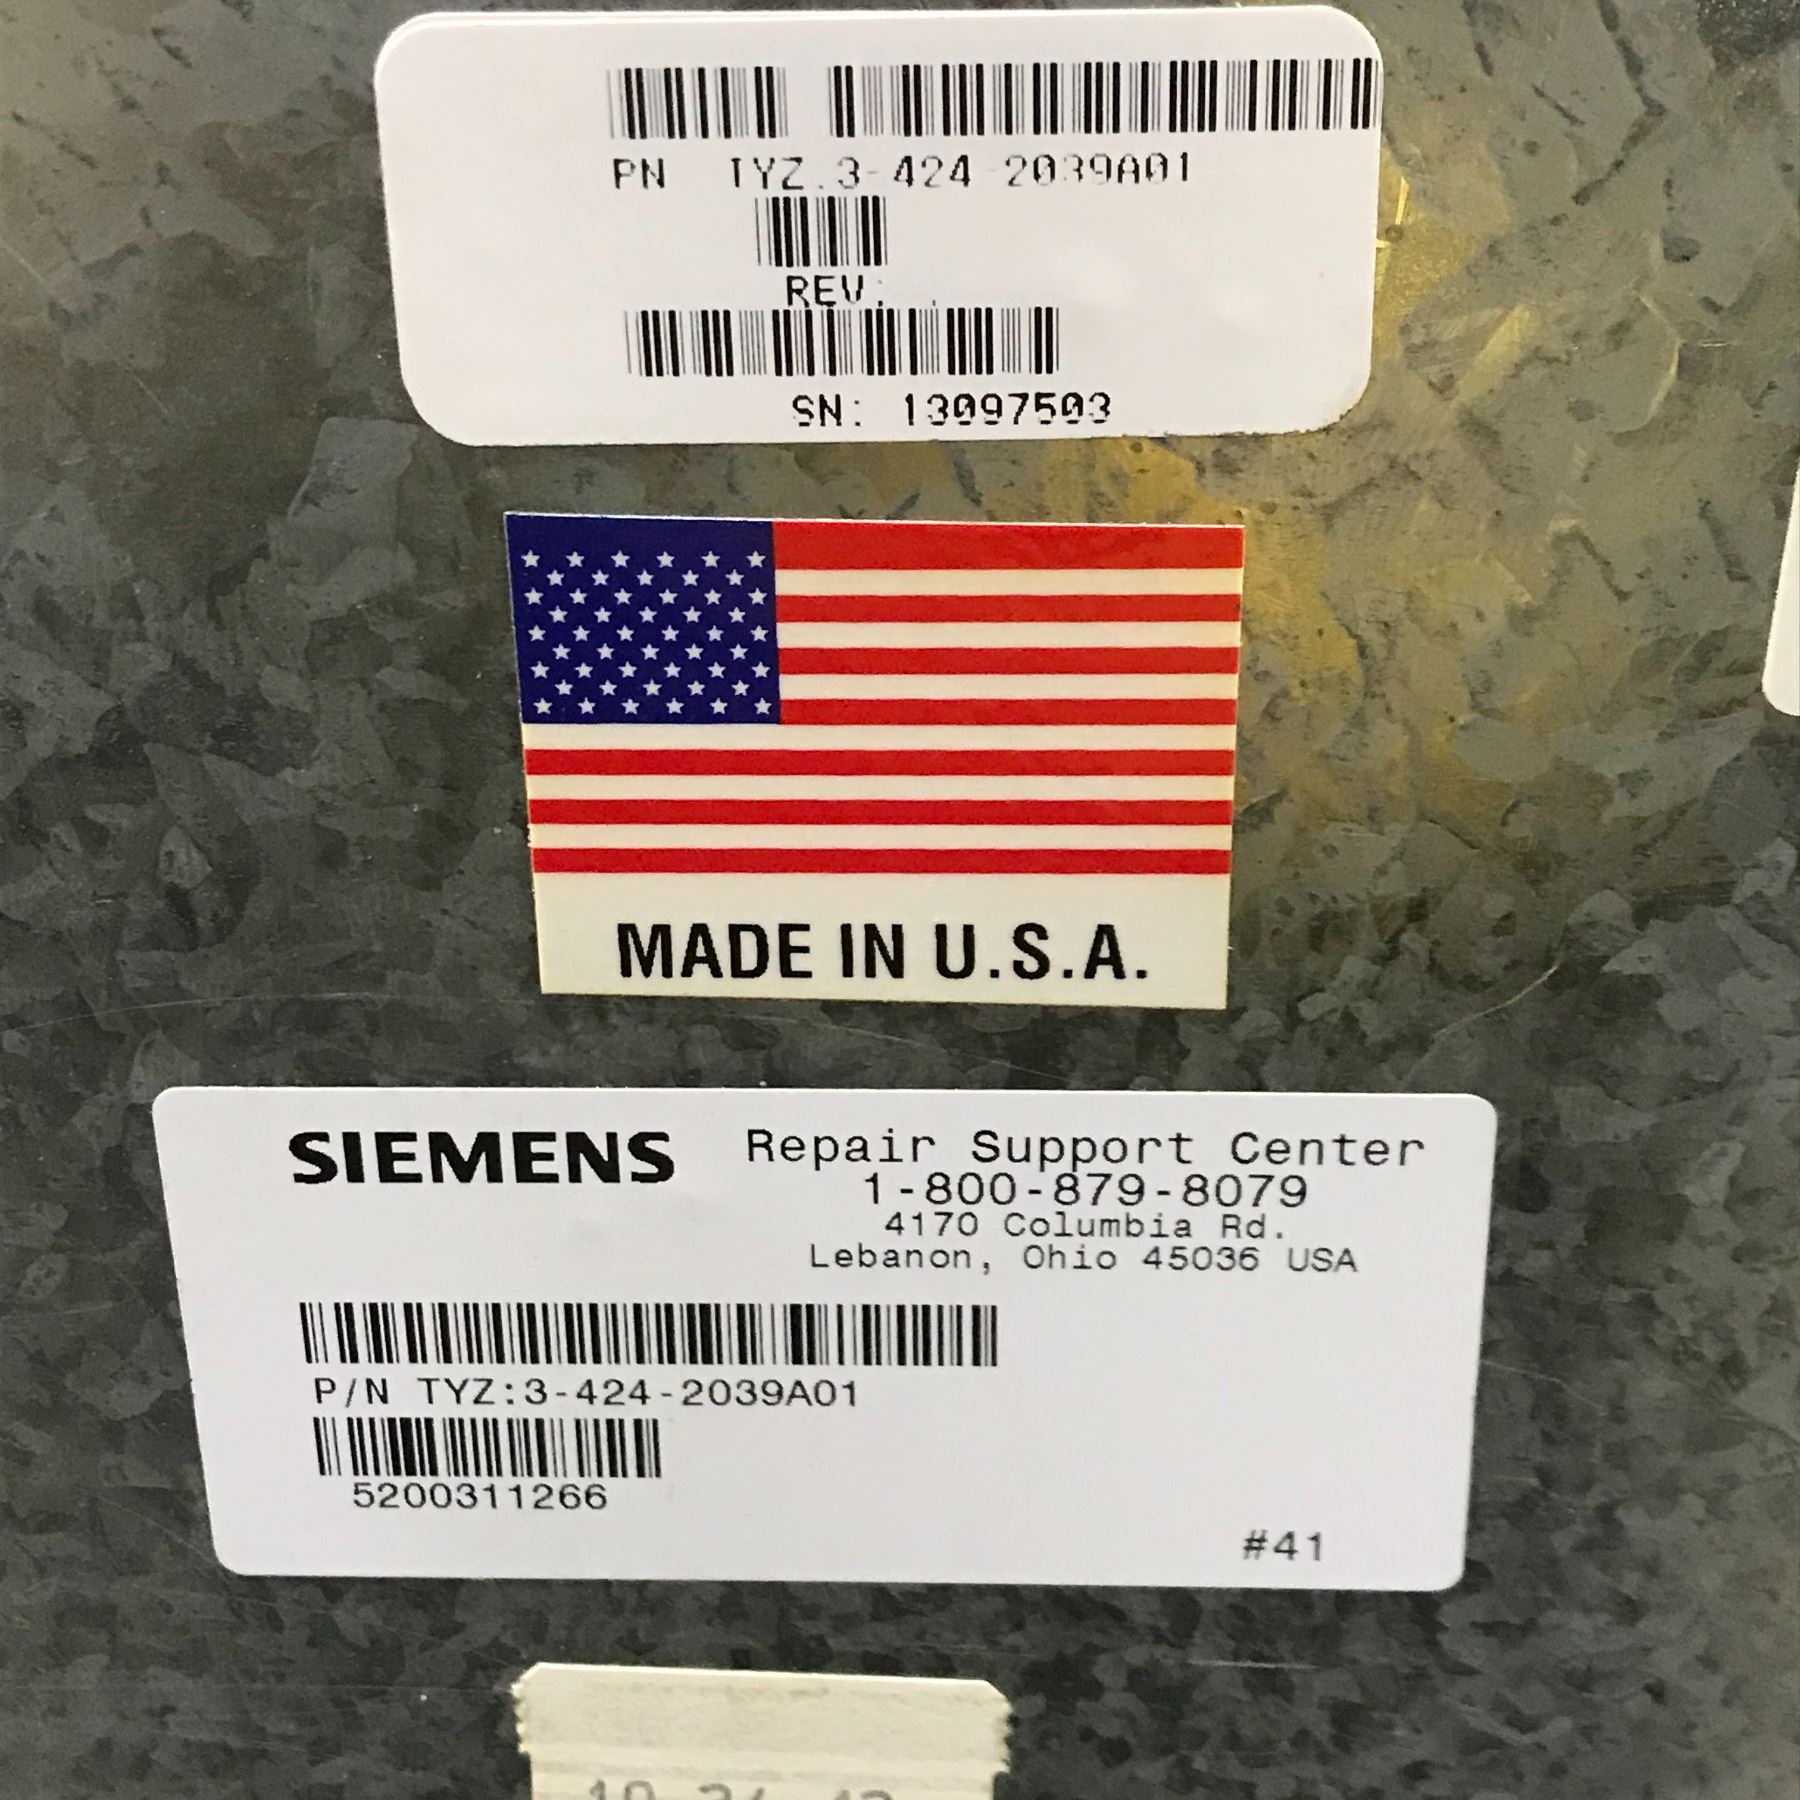 PN TYZ.3-424-2039A01
REV.
SN: 13097503
MADE IN U.S.A.
SIEMENS
Repair Support Center
1-800-879-8079
4170 Columbia Rd.
Lebanon, Ohio 45036 USA
P/N TYZ:3-424-2039A01
5200311266
#41